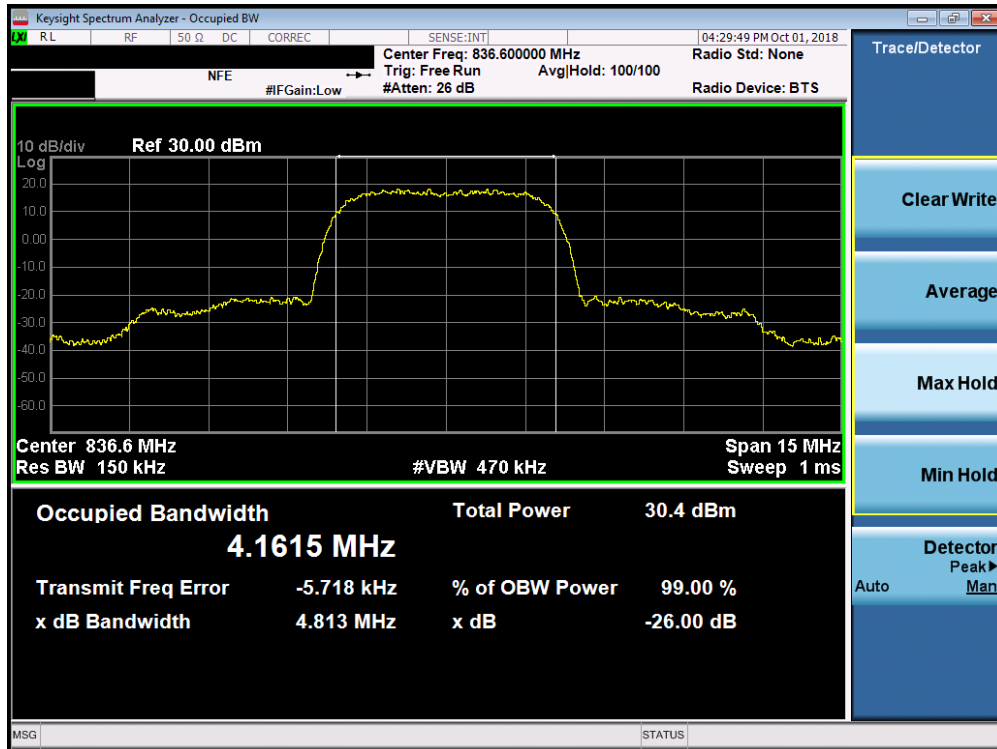 Keysight Spectrum Analyzer - Occupied BW
LXI RL RF 50 Ω DC CORREC SENSE:INT 04:29:49 PM Oct 01, 2018
Center Freq: 836.600000 MHz Radio Std: None
NFE Trig: Free Run Avg|Hold: 100/100
#IFGain:Low #Atten: 26 dB Radio Device: BTS
10 dB/div Ref 30.00 dBm
Log
20.0
10.0
0.00
-10.0
-20.0
-30.0
-40.0
-50.0
-60.0
Center 836.6 MHz Span 15 MHz
Res BW 150 kHz #VBW 470 kHz Sweep 1 ms
Occupied Bandwidth Total Power 30.4 dBm
4.1615 MHz
Transmit Freq Error -5.718 kHz % of OBW Power 99.00 %
x dB Bandwidth 4.813 MHz x dB -26.00 dB
Trace/Detector
Clear Write
Average
Max Hold
Min Hold
Detector
Peak▶
Auto Man
MSG STATUS